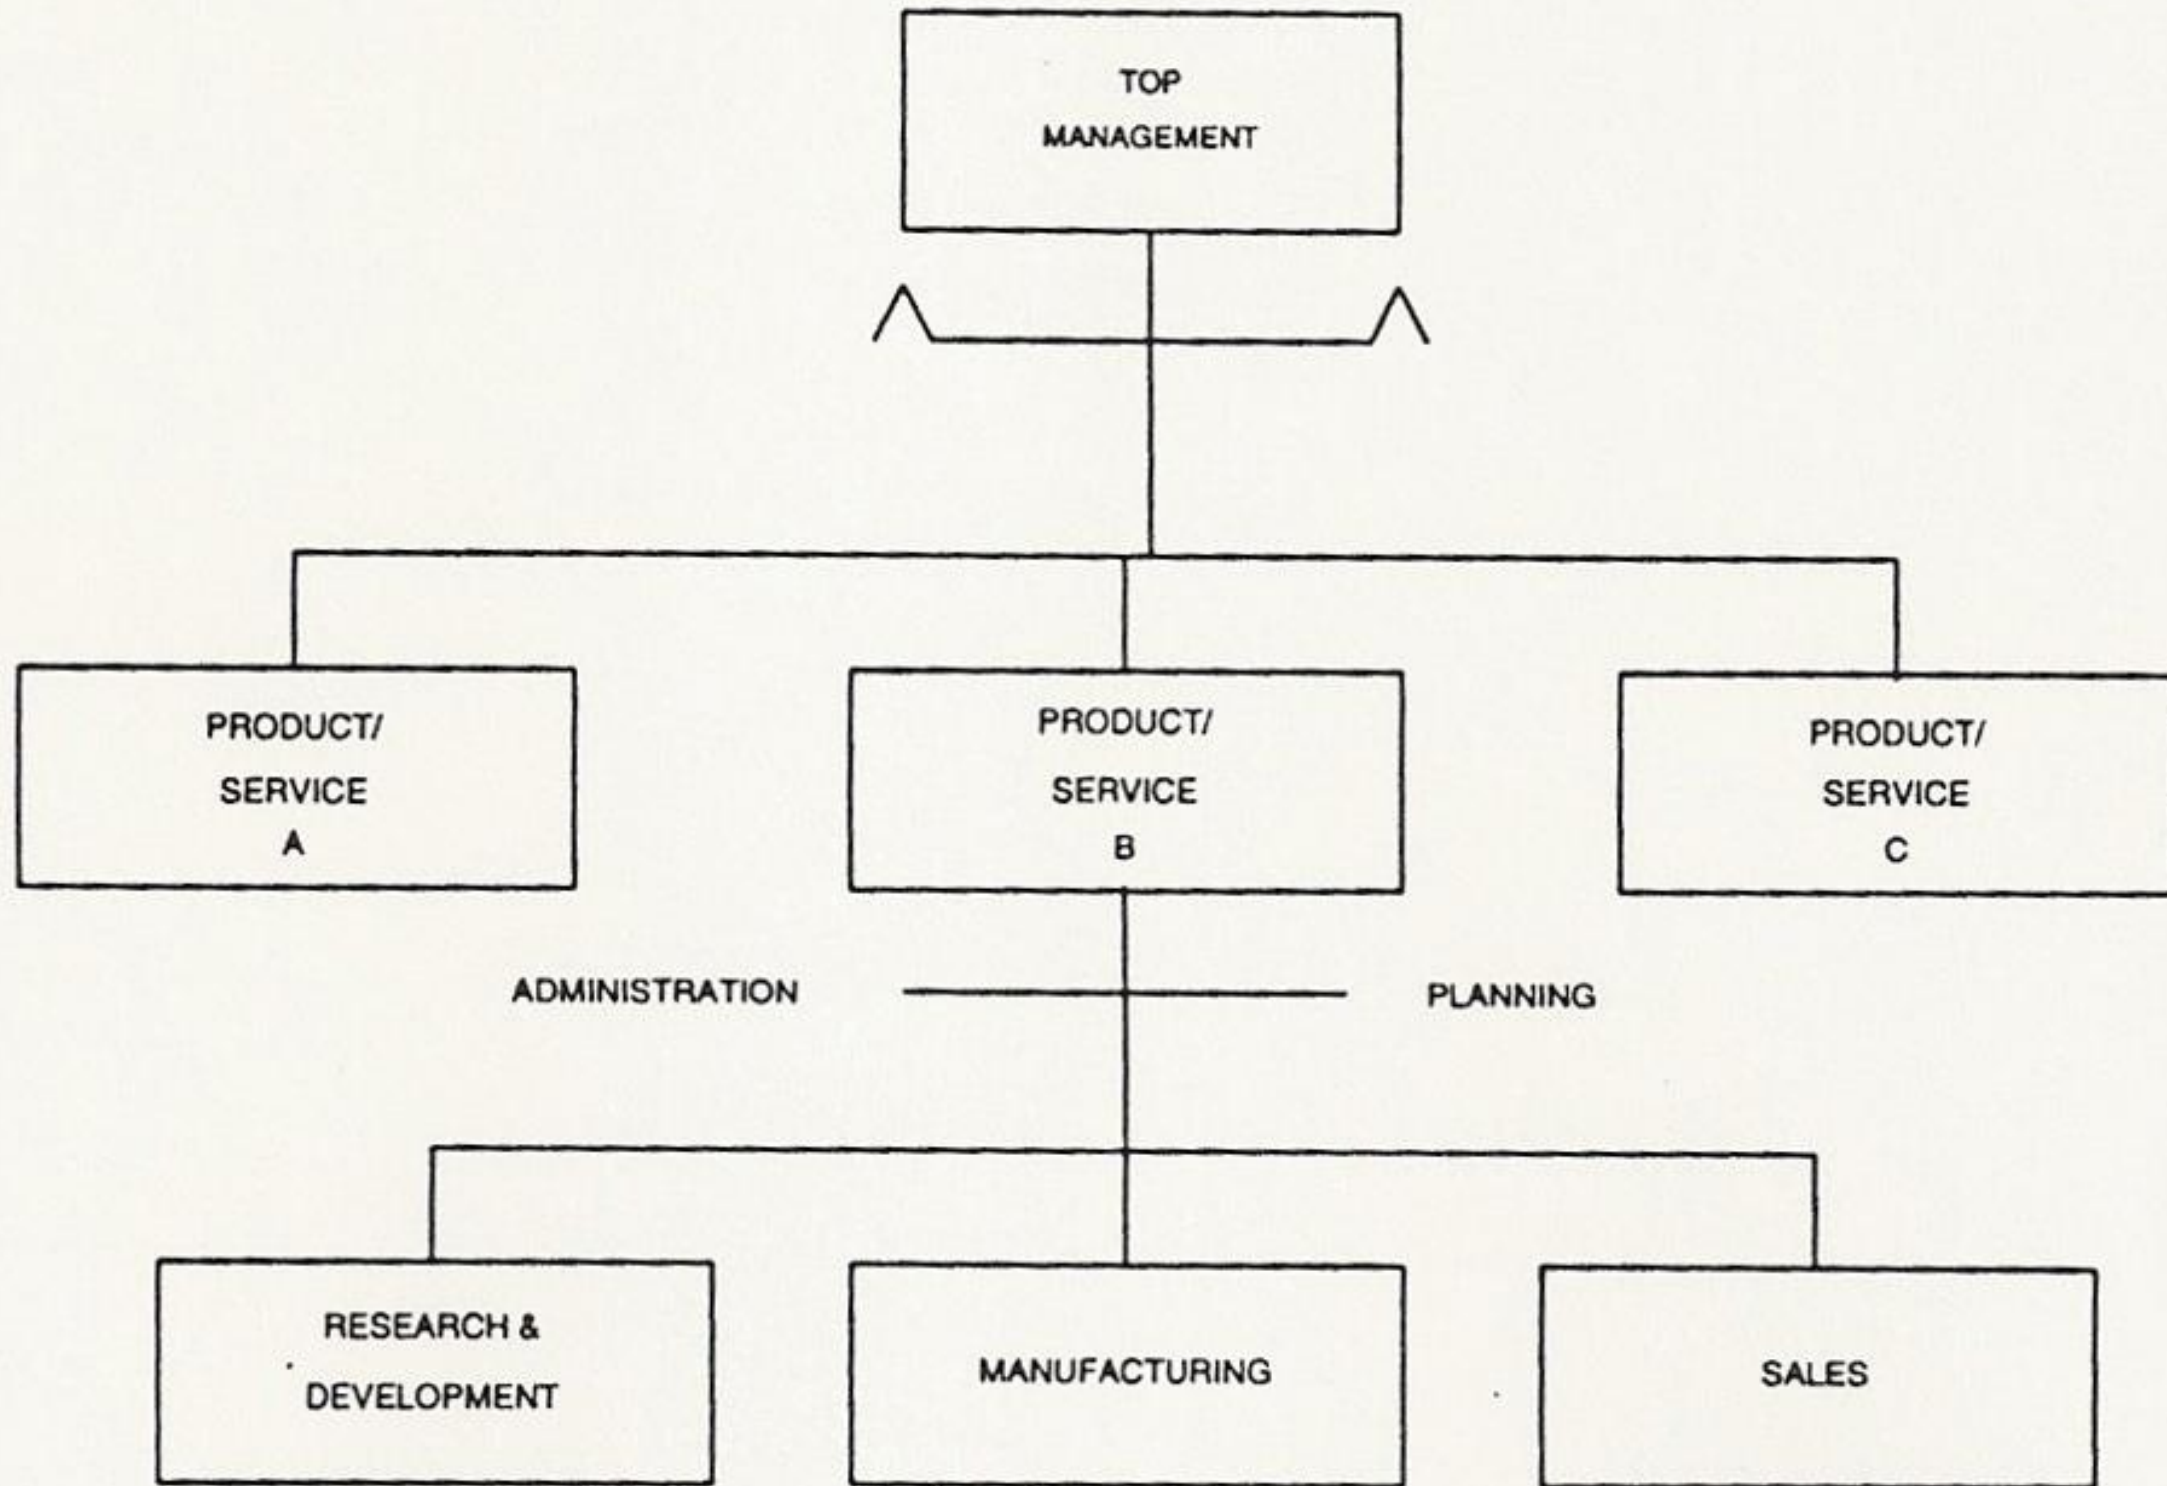 TOP
MANAGEMENT
PRODUCT/
SERVICE
A
PRODUCT/
SERVICE
B
PRODUCT/
SERVICE
C
ADMINISTRATION
PLANNING
RESEARCH &
DEVELOPMENT
MANUFACTURING
SALES